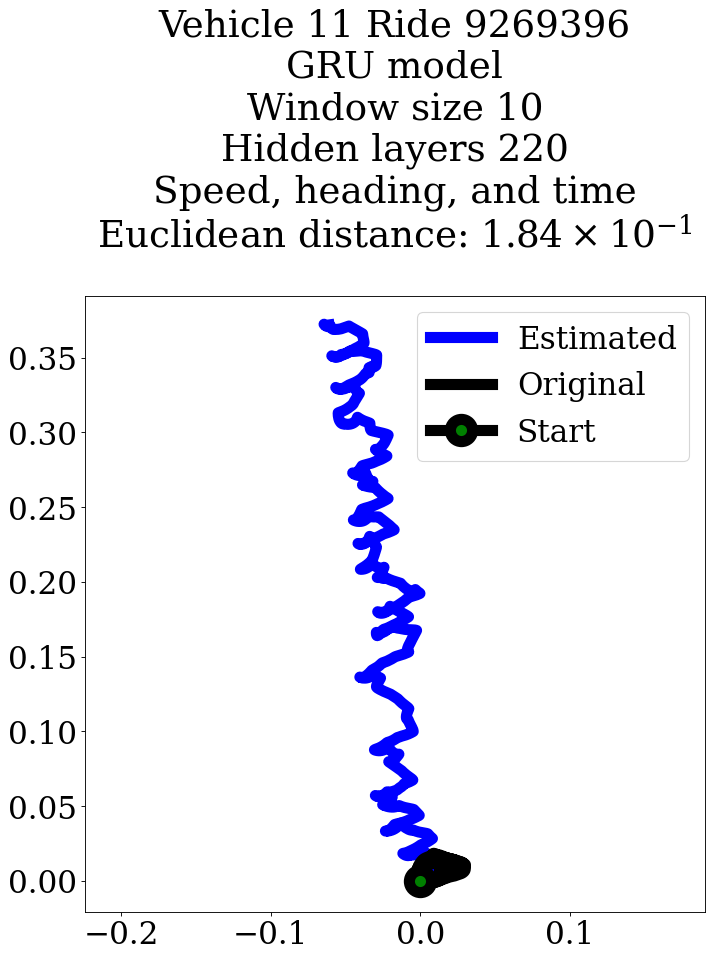 Vehicle 11 Ride 9269396
GRU model
Window size 10
Hidden layers 220
Speed, heading, and time
Euclidean distance: 1.84 × 10⁻¹
Estimated
Original
Start
0.35
0.30
0.25
0.20
0.15
0.10
0.05
0.00
−0.2 −0.1 0.0 0.1